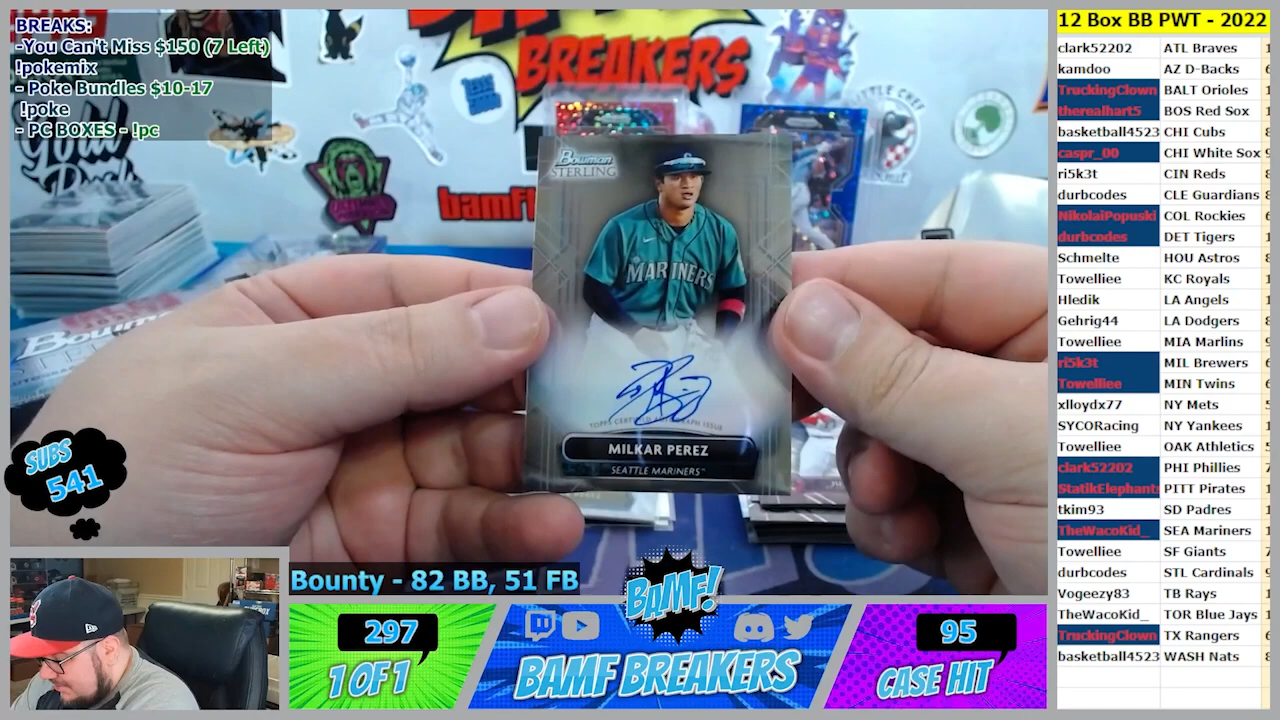 BREAKS:
-You Can't Miss $150 (7 Left)
!pokemix
- Poke Bundles $10-17
!poke
- PC BOXES - !pc
BREAKERS
bamf
Bowman
STERLING
MARINERS
TOPPS CERTIFIED AUTOGRAPH ISSUE
MILKAR PEREZ
SEATTLE MARINERS™
Bowman
SUBS
541
Bounty - 82 BB, 51 FB
BAMF!
297
1 OF 1
BAMF BREAKERS
95
CASE HIT
12 Box BB PWT - 2022
clark52202 ATL Braves
kamdoo AZ D-Backs
TruckingClown BALT Orioles
therealhart5 BOS Red Sox
basketball4523 CHI Cubs
caspr_00 CHI White Sox
ri5k3t CIN Reds
durbcodes CLE Guardians
NikolaiPopuski COL Rockies
durbcodes DET Tigers
Schmelte HOU Astros
Towelliee KC Royals
Hledik LA Angels
Gehrig44 LA Dodgers
Towelliee MIA Marlins
ri5k3t MIL Brewers
Towelliee MIN Twins
xlloydx77 NY Mets
SYCORacing NY Yankees
Towelliee OAK Athletics
clark52202 PHI Phillies
StatikElephant PITT Pirates
tkim93 SD Padres
TheWacoKid_ SEA Mariners
Towelliee SF Giants
durbcodes STL Cardinals
Vogeezy83 TB Rays
TheWacoKid_ TOR Blue Jays
TruckingClown TX Rangers
basketball4523 WASH Nats